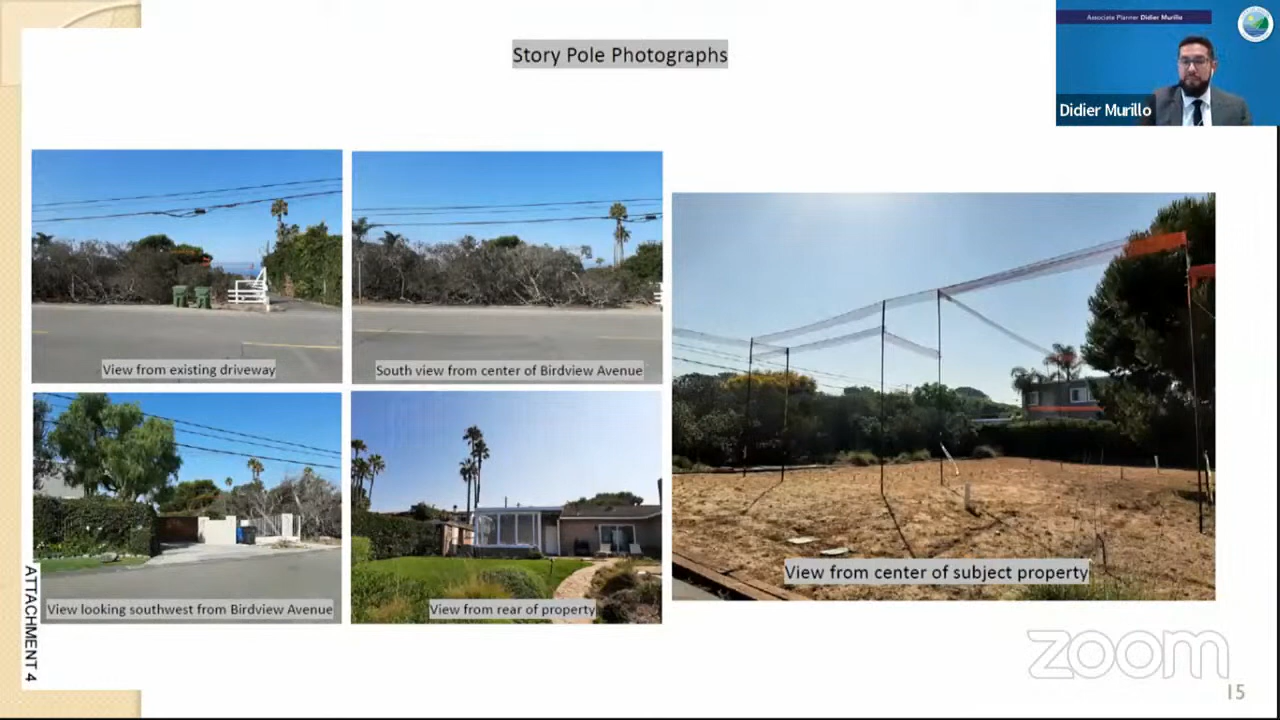 Story Pole Photographs
Associate Planner Didier Murillo
Didier Murillo
View from existing driveway
South view from center of Birdview Avenue
View looking southwest from Birdview Avenue
View from rear of property
View from center of subject property
ATTACHMENT 4
zoom
15